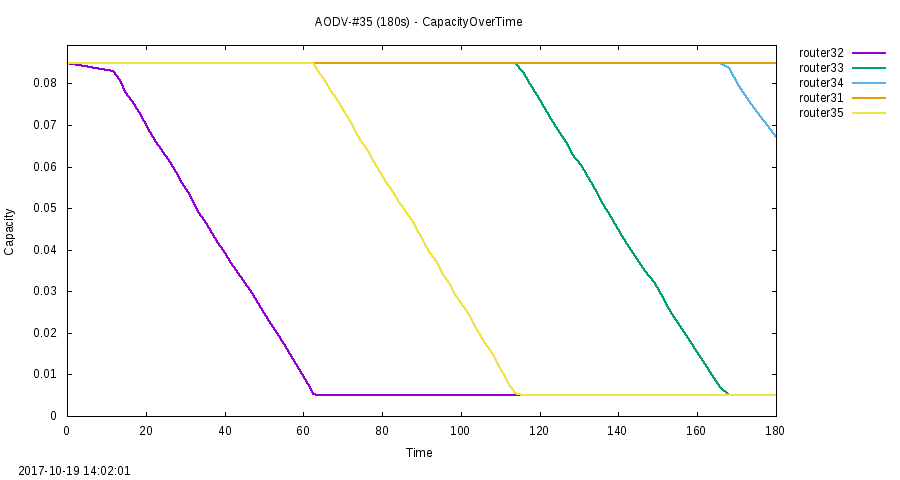 AODV-#35 (180s) - CapacityOverTime
router32
router33
router34
router31
router35
0.08
0.07
0.06
0.05
0.04
0.03
0.02
0.01
0
Capacity
0 20 40 60 80 100 120 140 160 180
Time
2017-10-19 14:02:01